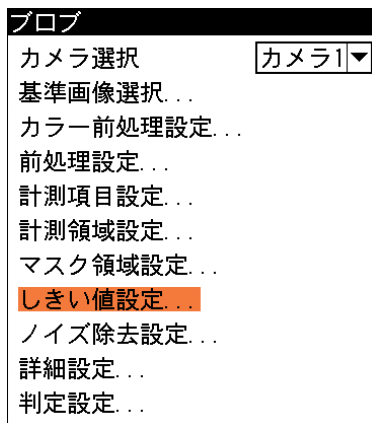 ブロブ
カメラ選択 カメラ1
基準画像選択...
カラー前処理設定...
前処理設定...
計測項目設定...
計測領域設定...
マスク領域設定...
しきい値設定...
ノイズ除去設定...
詳細設定...
判定設定...